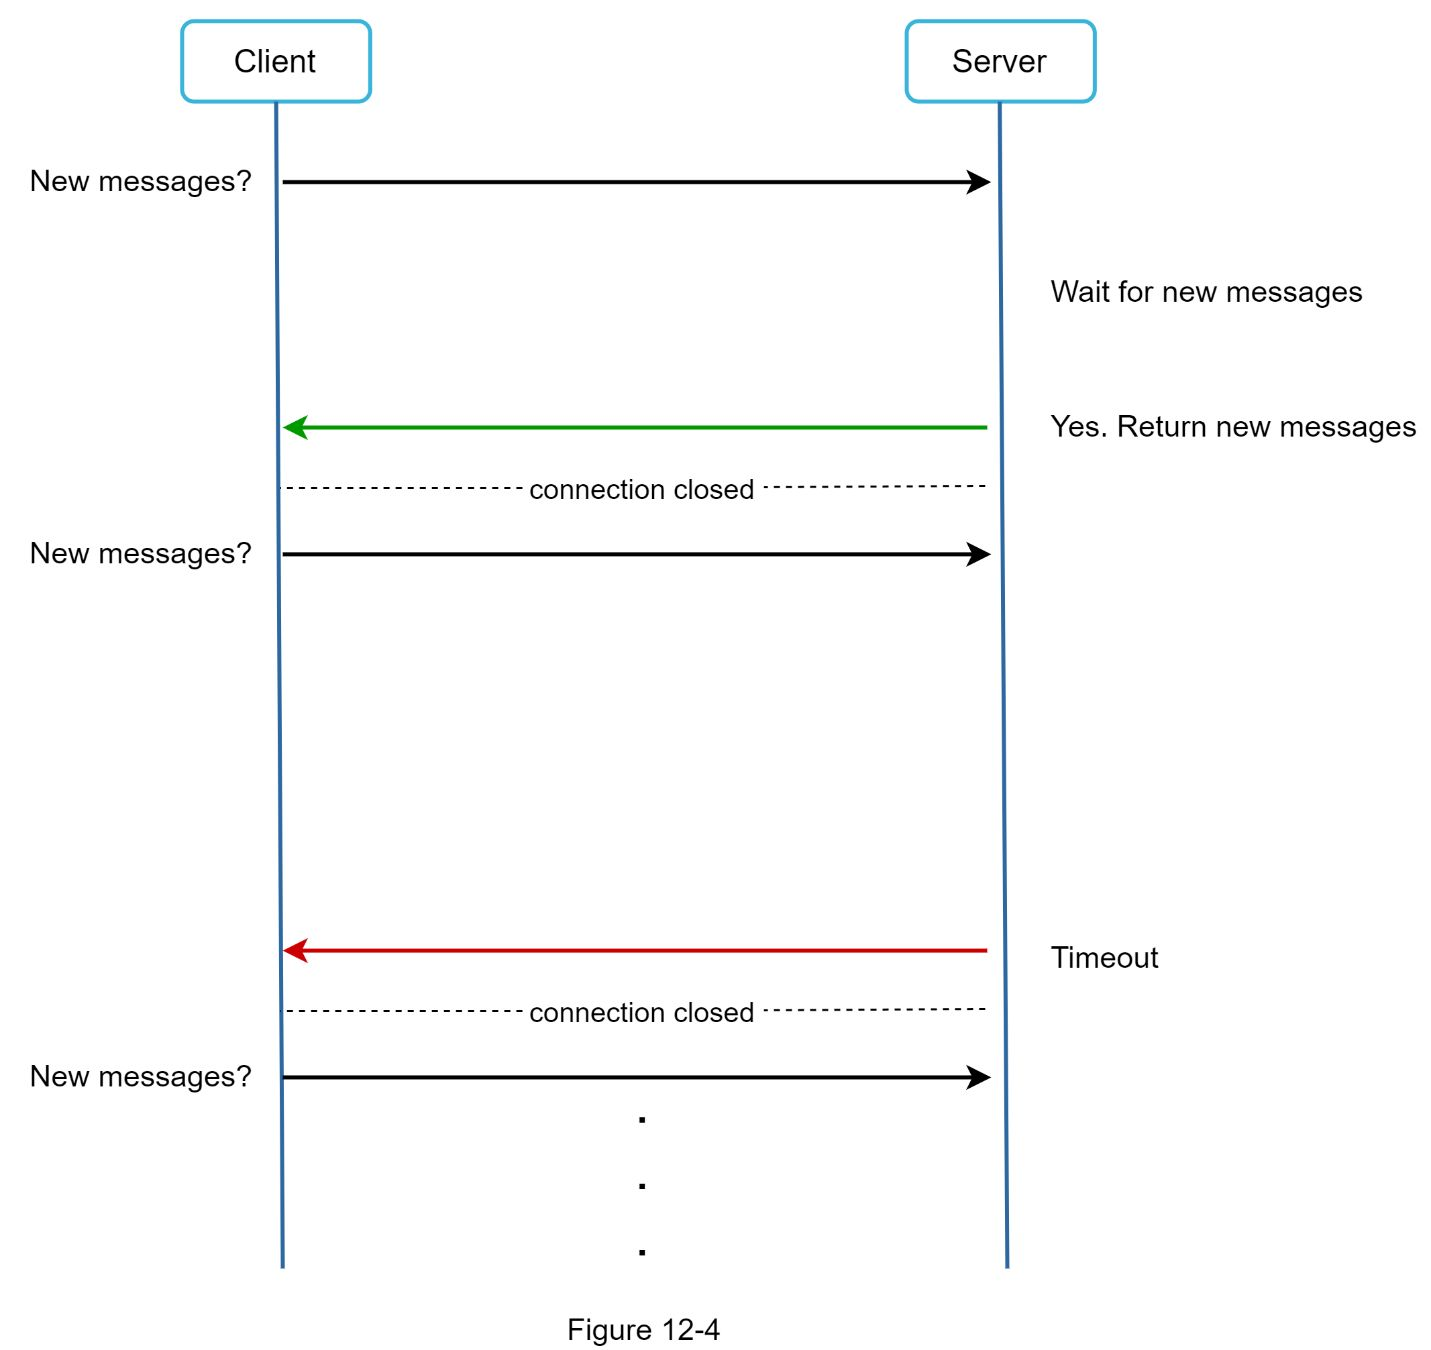 Client
Server
New messages?
Wait for new messages
Yes. Return new messages
connection closed
New messages?
Timeout
connection closed
New messages?
Figure 12-4